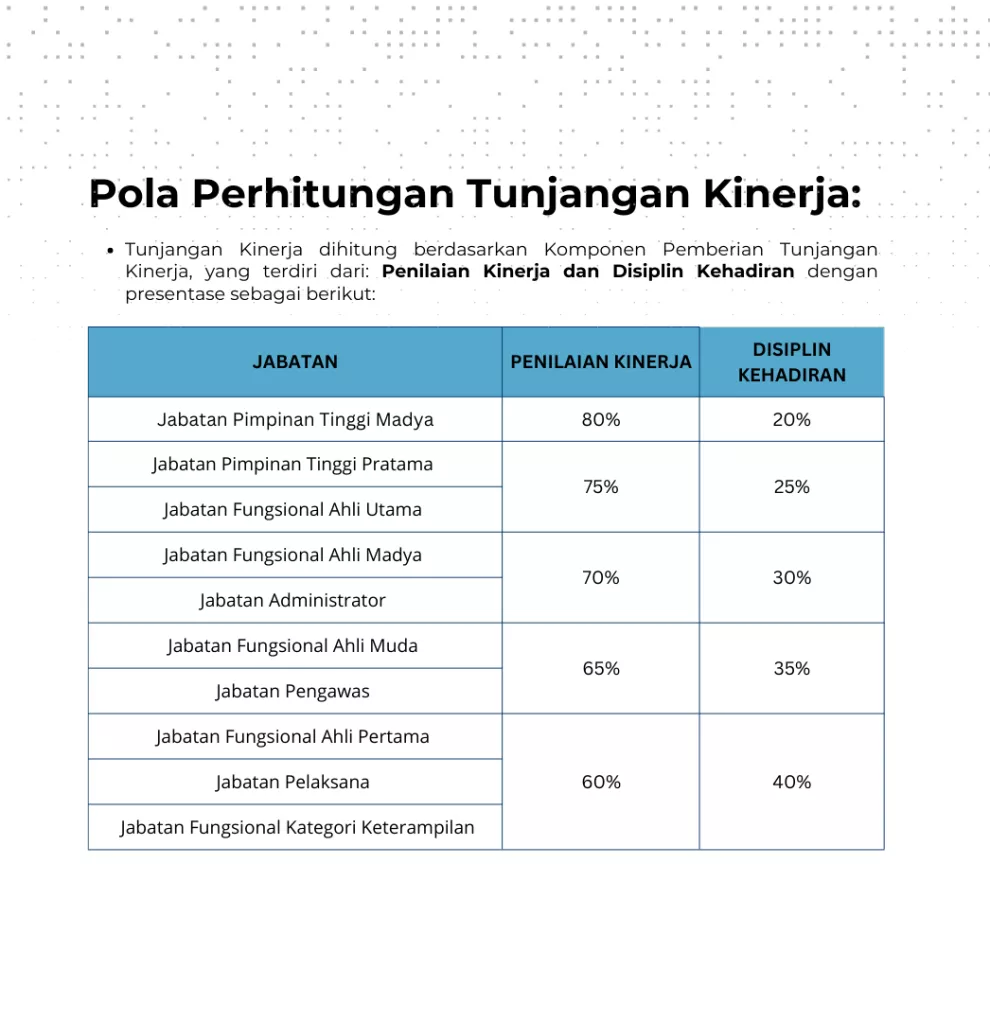 Pola Perhitungan Tunjangan Kinerja:
• Tunjangan Kinerja dihitung berdasarkan Komponen Pemberian Tunjangan
Kinerja, yang terdiri dari: Penilaian Kinerja dan Disiplin Kehadiran dengan
presentase sebagai berikut:
JABATAN PENILAIAN KINERJA DISIPLIN
KEHADIRAN
Jabatan Pimpinan Tinggi Madya 80% 20%
Jabatan Pimpinan Tinggi Pratama
75% 25%
Jabatan Fungsional Ahli Utama
Jabatan Fungsional Ahli Madya
70% 30%
Jabatan Administrator
Jabatan Fungsional Ahli Muda
65% 35%
Jabatan Pengawas
Jabatan Fungsional Ahli Pertama
Jabatan Pelaksana 60% 40%
Jabatan Fungsional Kategori Keterampilan